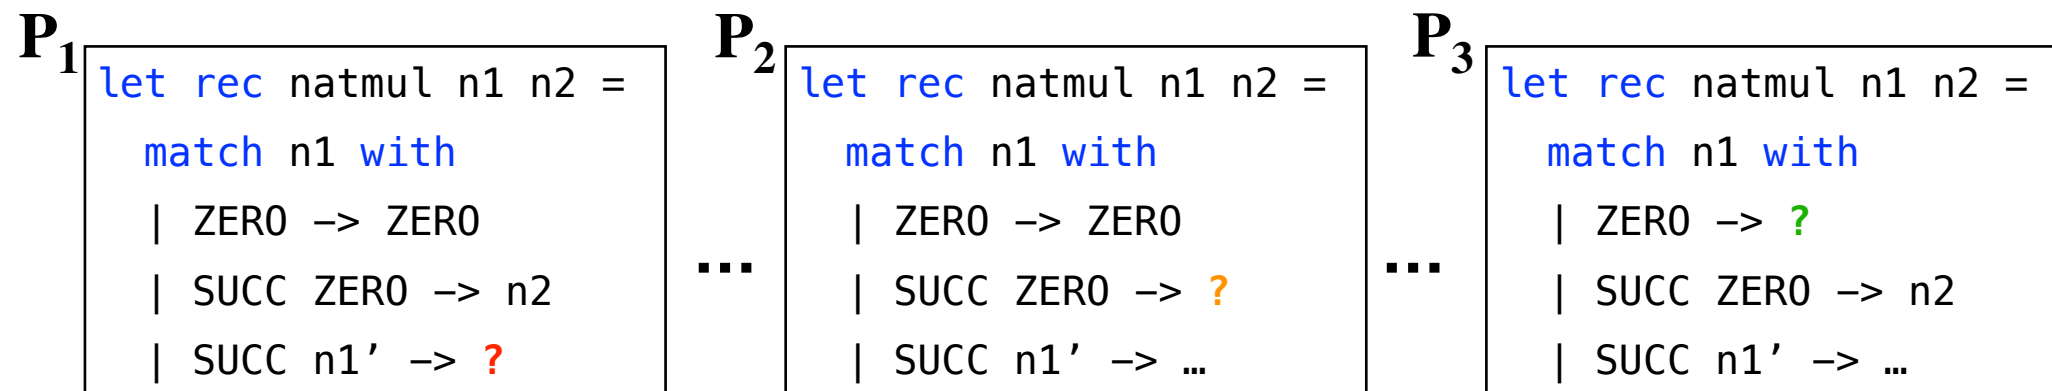 P1
let rec natmul n1 n2 =
match n1 with
| ZERO –> ZERO
| SUCC ZERO –> n2
| SUCC n1’ –> ?
...
P2
let rec natmul n1 n2 =
match n1 with
| ZERO –> ZERO
| SUCC ZERO –> ?
| SUCC n1’ –> …
...
P3
let rec natmul n1 n2 =
match n1 with
| ZERO –> ?
| SUCC ZERO –> n2
| SUCC n1’ –> …